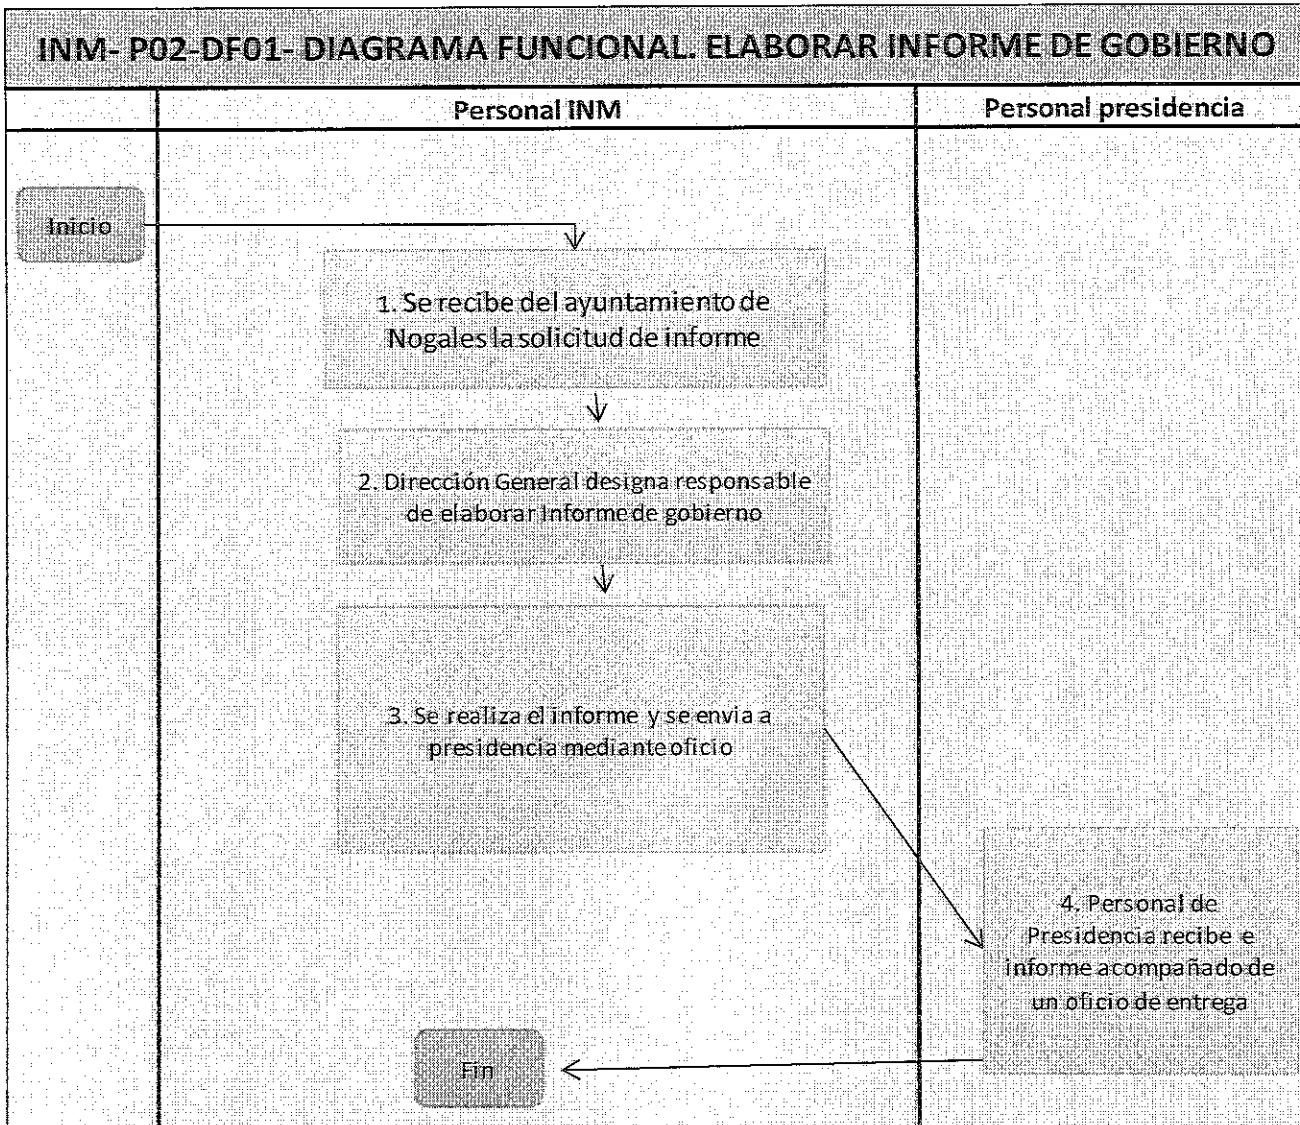 INM- P02-DF01- DIAGRAMA FUNCIONAL. ELABORAR INFORME DE GOBIERNO
Personal INM
Personal presidencia
Inicio
1. Se recibe del ayuntamiento de
Nogales la solicitud de informe
2. Dirección General designa responsable
de elaborar Informe de gobierno
3. Se realiza el informe y se envia a
presidencia mediante oficio
4. Personal de
Presidencia recibe e
informe acompañado de
un oficio de entrega
Fin